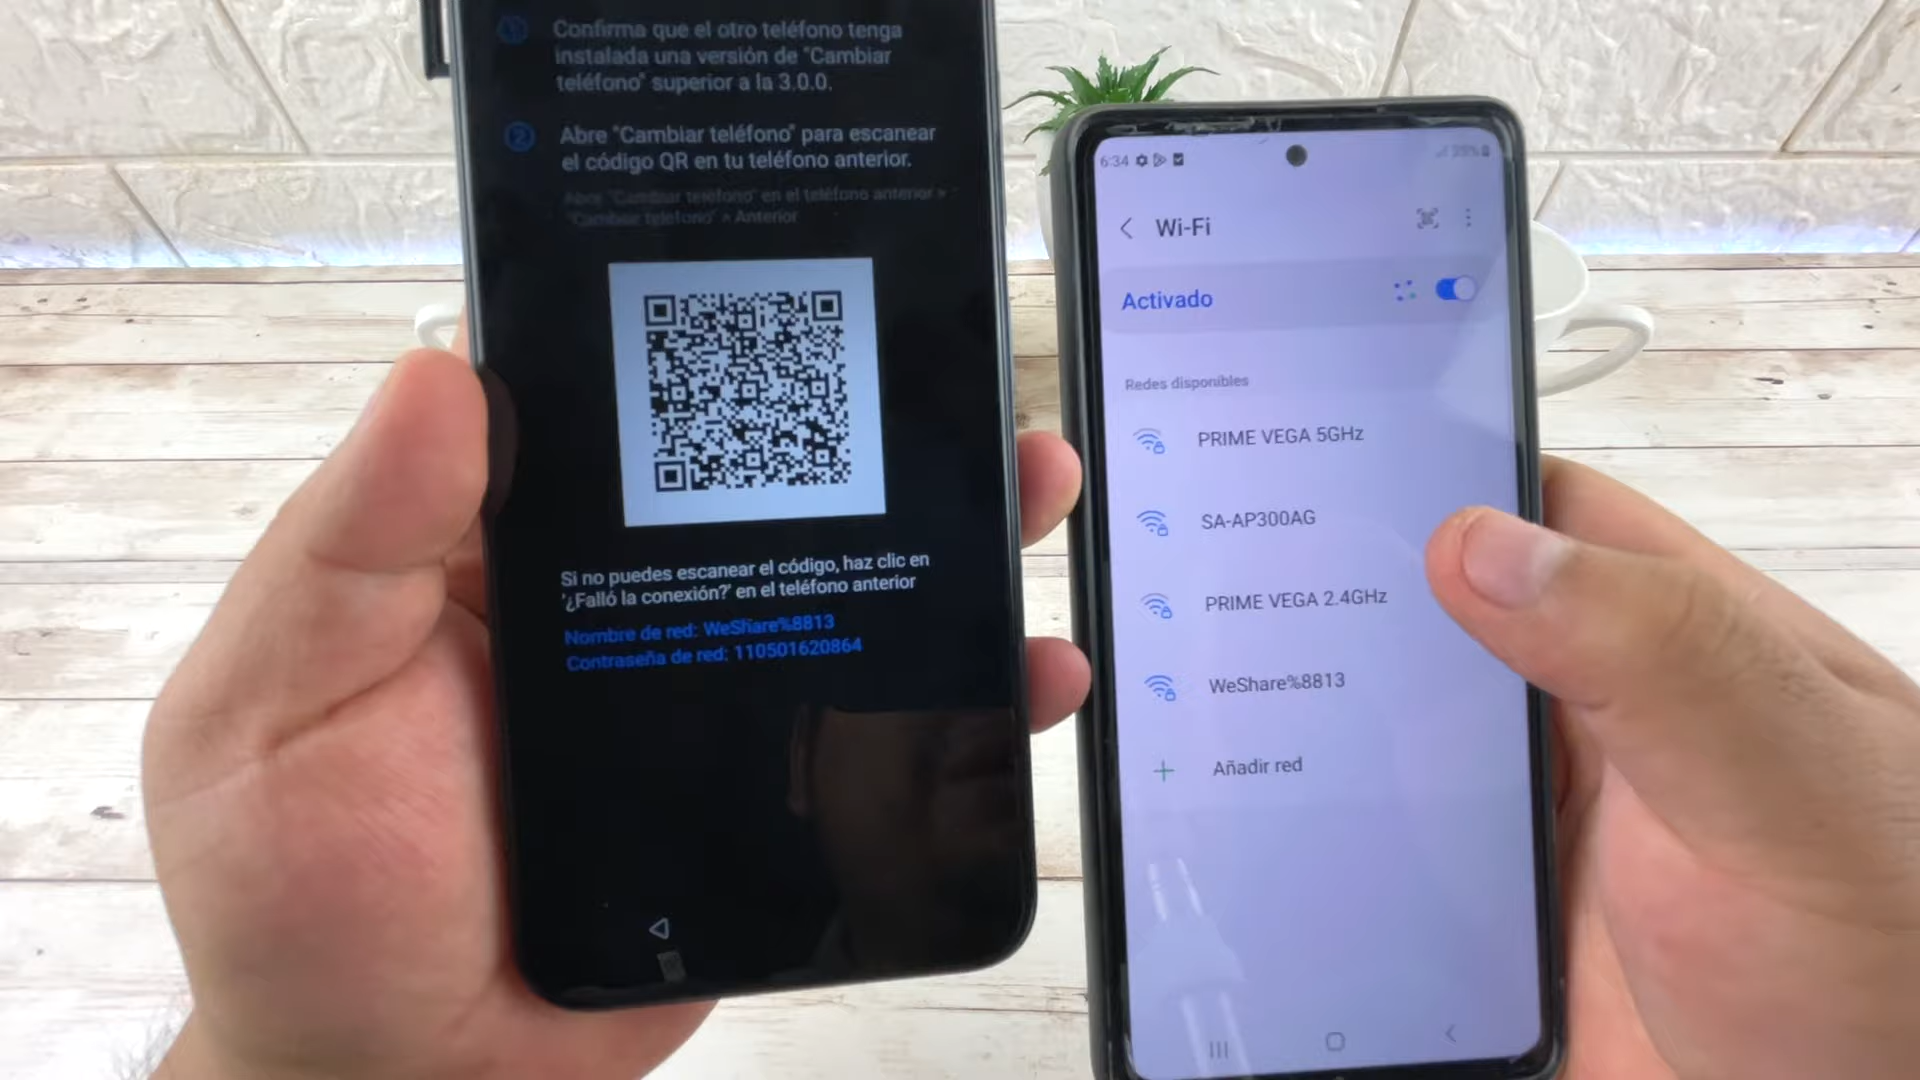 Confirma que el otro teléfono tenga
instalada una versión de "Cambiar
teléfono" superior a la 3.0.0.
2
Abre "Cambiar teléfono" para escanear
el código QR en tu teléfono anterior.
Abre "Cambiar teléfono" en el teléfono anterior >
"Cambiar teléfono" > Anterior
Si no puedes escanear el código, haz clic en
'¿Falló la conexión?' en el teléfono anterior
Nombre de red: WeShare%8813
Contraseña de red: 110501620864
6:34
Wi-Fi
Activado
Redes disponibles
PRIME VEGA 5GHz
SA-AP300AG
PRIME VEGA 2.4GHz
WeShare%8813
Añadir red